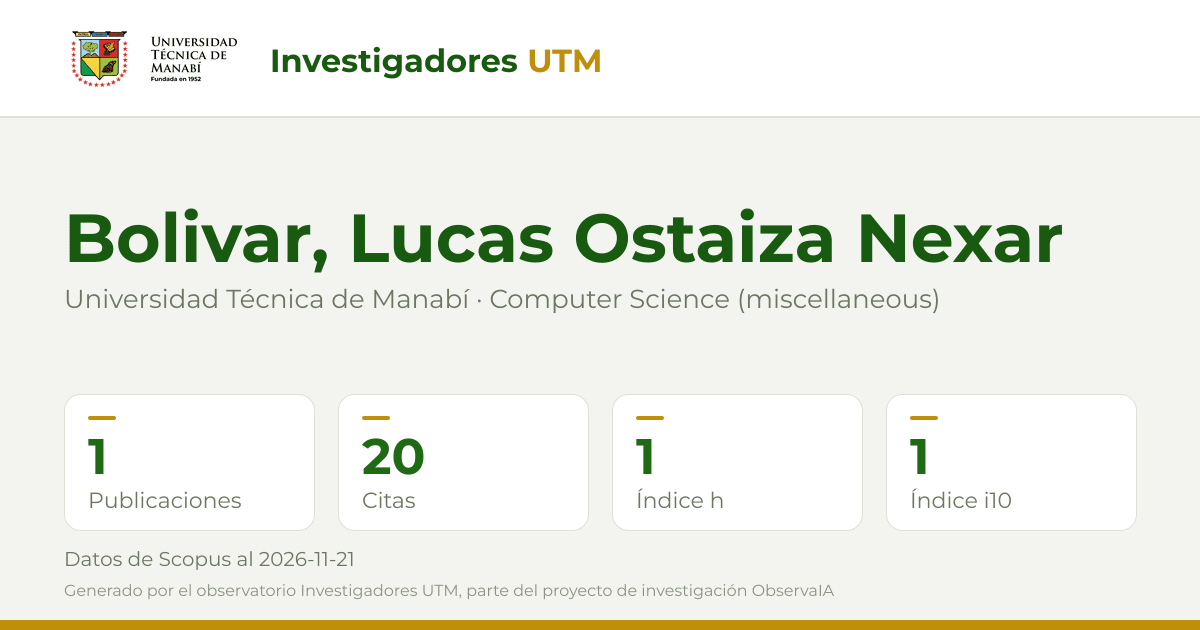 UNIVERSIDAD
TÉCNICA DE
MANABÍ
Fundada en 1952
Investigadores UTM
Bolivar, Lucas Ostaiza Nexar
Universidad Técnica de Manabí · Computer Science (miscellaneous)
1
Publicaciones
20
Citas
1
Índice h
1
Índice i10
Datos de Scopus al 2026-11-21
Generado por el observatorio Investigadores UTM, parte del proyecto de investigación ObservaIA